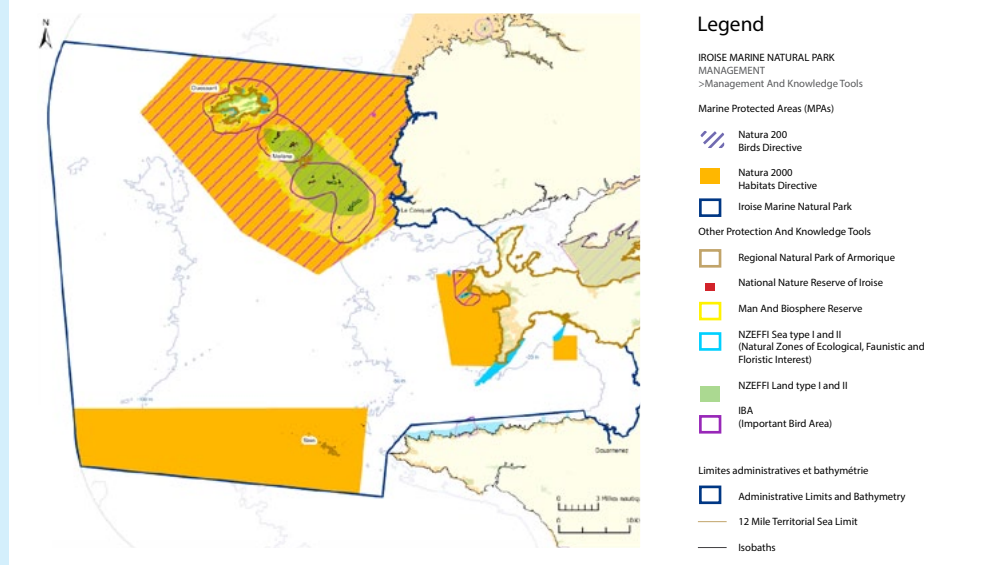 N
Ouessant
Molène
Le Conquet
Sein
Douarnenez
Legend
IROISE MARINE NATURAL PARK
MANAGEMENT
>Management And Knowledge Tools
Marine Protected Areas (MPAs)
Natura 200
Birds Directive
Natura 2000
Habitats Directive
Iroise Marine Natural Park
Other Protection And Knowledge Tools
Regional Natural Park of Armorique
National Nature Reserve of Iroise
Man And Biosphere Reserve
NZEFFI Sea type I and II
(Natural Zones of Ecological, Faunistic and
Floristic Interest)
NZEFFI Land type I and II
IBA
(Important Bird Area)
Limites administratives et bathymétrie
Administrative Limits and Bathymetry
12 Mile Territorial Sea Limit
Isobaths